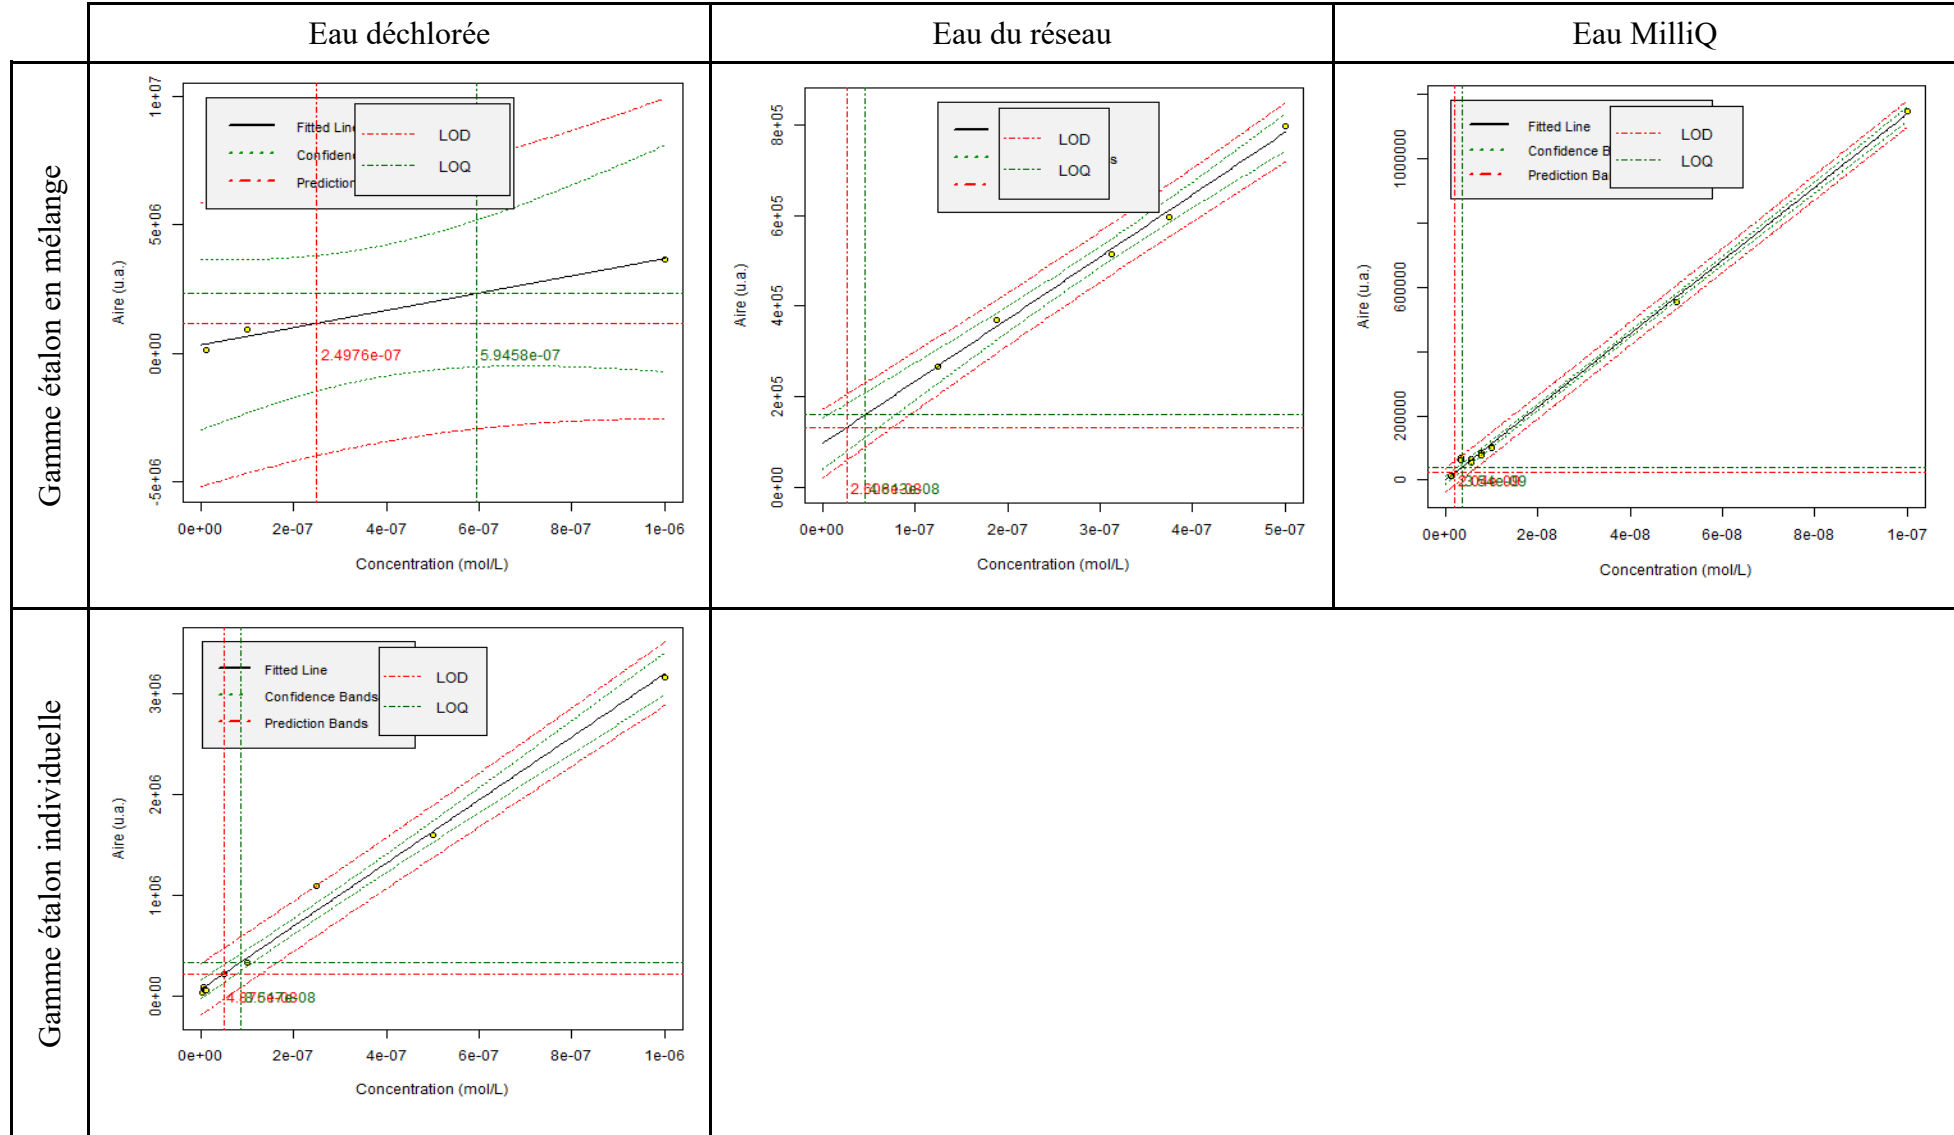 Eau déchlorée
Eau du réseau
Eau MilliQ
Gamme étalon en mélange
1e+07
5e+06
0e+00
-5e+06
Aire (u.a.)
Fitted Line
Confiden
Prediction
LOD
LOQ
2.4976e-07
5.9458e-07
0e+00 2e-07 4e-07 6e-07 8e-07 1e-06
Concentration (mol/L)
8e+05
6e+05
4e+05
2e+05
0e+00
Aire (u.a.)
LOD
s
LOQ
0e+00 1e-07 2e-07 3e-07 4e-07 5e-07
Concentration (mol/L)
1000000
600000
200000
0
Aire (u.a.)
Fitted Line
Confidence B
Prediction Ba
LOD
LOQ
0e+00 2e-08 4e-08 6e-08 8e-08 1e-07
Concentration (mol/L)
Gamme étalon individuelle
3e+06
2e+06
1e+06
0e+00
Aire (u.a.)
Fitted Line
Confidence Bands
Prediction Bands
LOD
LOQ
0e+00 2e-07 4e-07 6e-07 8e-07 1e-06
Concentration (mol/L)